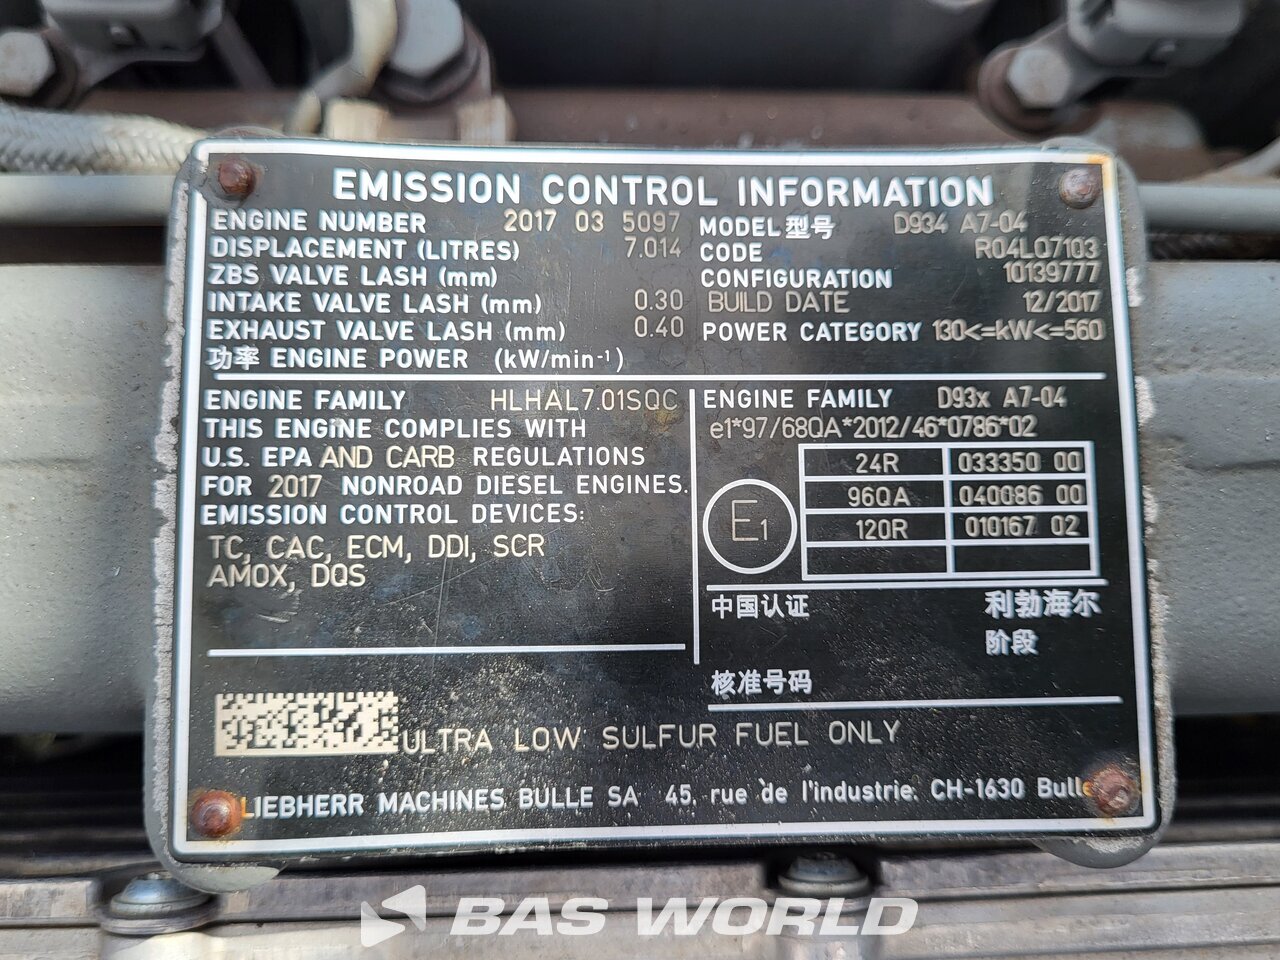 EMISSION CONTROL INFORMATION
ENGINE NUMBER 2017 03 5097
DISPLACEMENT (LITRES) 7.014
ZBS VALVE LASH (mm)
INTAKE VALVE LASH (mm) 0.30
EXHAUST VALVE LASH (mm) 0.40
功率 ENGINE POWER (kW/min-1)
MODEL 型号 D934 A7-04
CODE R04LQ7103
CONFIGURATION 10139777
BUILD DATE 12/2017
POWER CATEGORY 130<=kW<=560
ENGINE FAMILY HLHAL7.01SQC
THIS ENGINE COMPLIES WITH
U.S. EPA AND CARB REGULATIONS
FOR 2017 NONROAD DIESEL ENGINES.
EMISSION CONTROL DEVICES:
TC, CAC, ECM, DDI, SCR
AMOX, DQS
ENGINE FAMILY D93x A7-04
e1*97/68QA*2012/46*0786*02
E1
24R 033350 00
96QA 040086 00
120R 010167 02
中国认证 利勃海尔
阶段
核准号码
ULTRA LOW SULFUR FUEL ONLY
LIEBHERR MACHINES BULLE SA 45, rue de l'industrie. CH-1630 Bulle
BAS WORLD